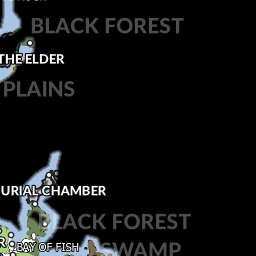 BLACK FOREST
THE ELDER
PLAINS
URIAL CHAMBER
BLACK FOREST
BAY OF FISH
SWAMP